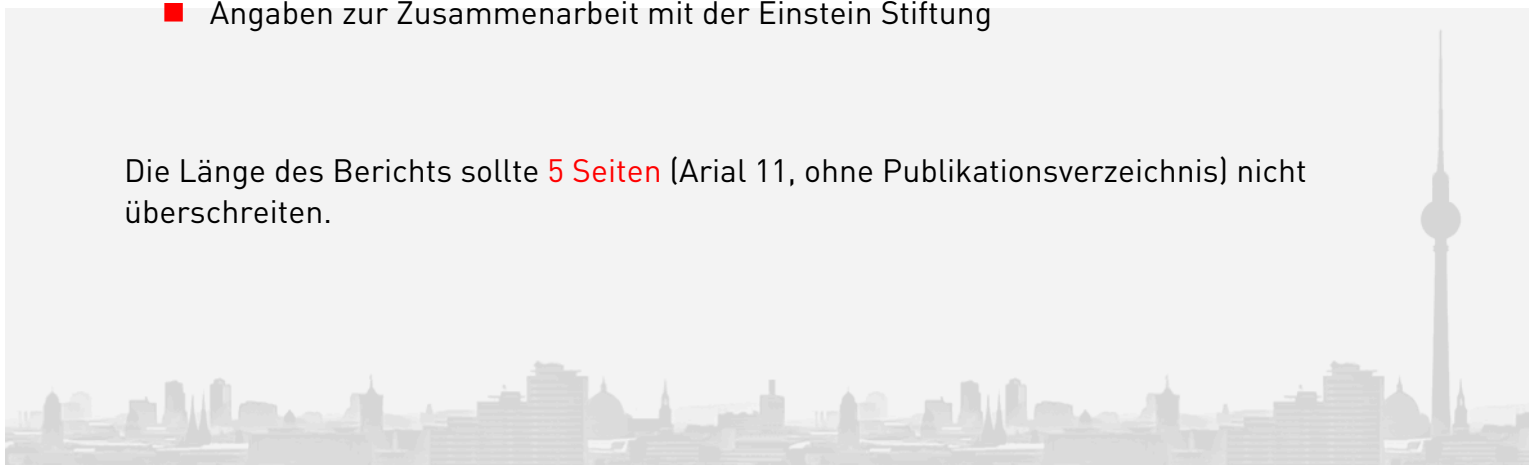 Angaben zur Zusammenarbeit mit der Einstein Stiftung
Die Länge des Berichts sollte 5 Seiten (Arial 11, ohne Publikationsverzeichnis) nicht
überschreiten.